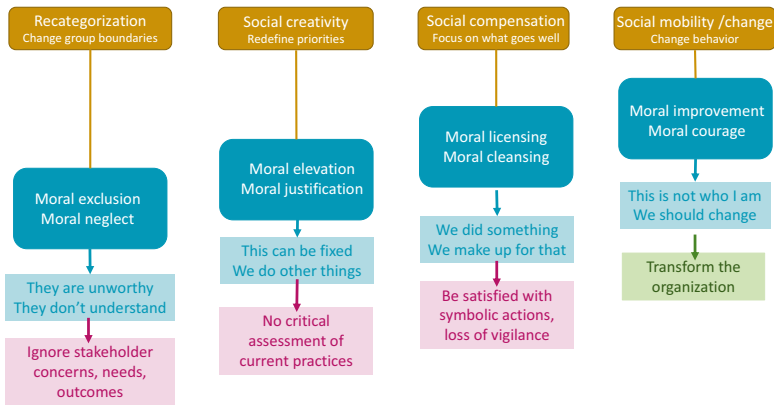 Recategorization
Change group boundaries
Moral exclusion
Moral neglect
They are unworthy
They don't understand
Ignore stakeholder
concerns, needs,
outcomes
Social creativity
Redefine priorities
Moral elevation
Moral justification
This can be fixed
We do other things
No critical
assessment of
current practices
Social compensation
Focus on what goes well
Moral licensing
Moral cleansing
We did something
We make up for that
Be satisfied with
symbolic actions,
loss of vigilance
Social mobility /change
Change behavior
Moral improvement
Moral courage
This is not who I am
We should change
Transform the
organization